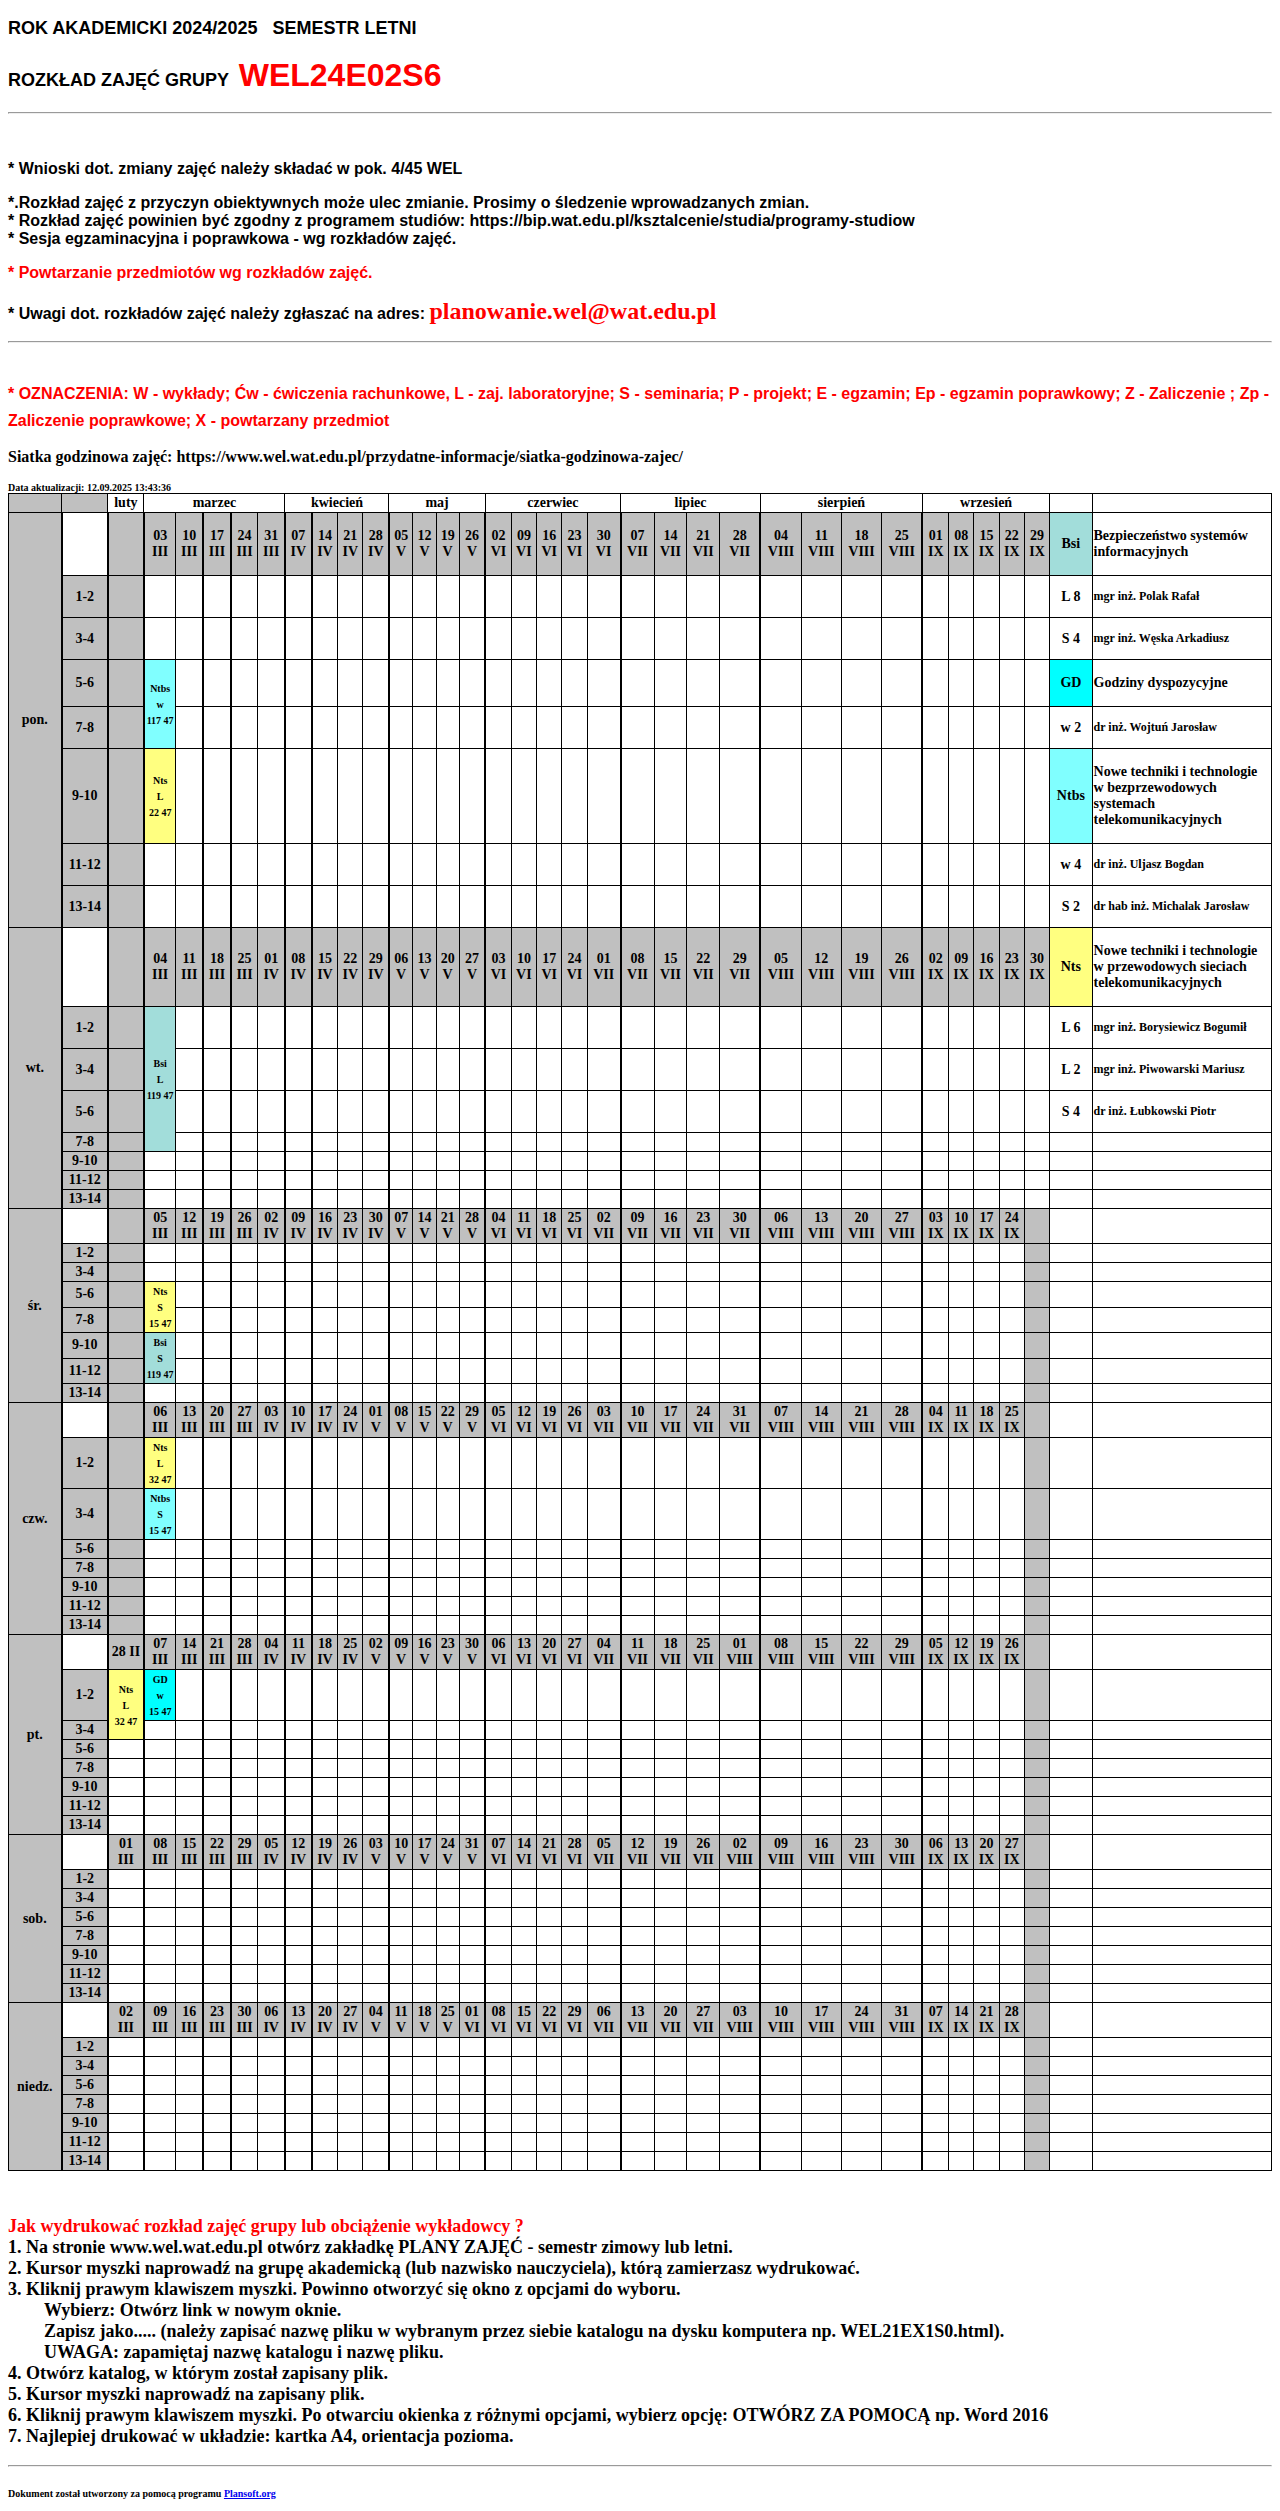 ROK AKADEMICKI 2024/2025 SEMESTR LETNI
ROZKŁAD ZAJĘĆ GRUPY WEL24E02S6
* Wnioski dot. zmiany zajęć należy składać w pok. 4/45 WEL
*.Rozkład zajęć z przyczyn obiektywnych może ulec zmianie. Prosimy o śledzenie wprowadzanych zmian.
* Rozkład zajęć powinien być zgodny z programem studiów: https://bip.wat.edu.pl/ksztalcenie/studia/programy-studiow
* Sesja egzaminacyjna i poprawkowa - wg rozkładów zajęć.
* Powtarzanie przedmiotów wg rozkładów zajęć.
* Uwagi dot. rozkładów zajęć należy zgłaszać na adres: planowanie.wel@wat.edu.pl
* OZNACZENIA: W - wykłady; Ćw - ćwiczenia rachunkowe, L - zaj. laboratoryjne; S - seminaria; P - projekt; E - egzamin; Ep - egzamin poprawkowy; Z - Zaliczenie ; Zp -
Zaliczenie poprawkowe; X - powtarzany przedmiot
Siatka godzinowa zajęć: https://www.wel.wat.edu.pl/przydatne-informacje/siatka-godzinowa-zajec/
Data aktualizacji: 12.09.2025 13:43:36
luty marzec kwiecień maj czerwiec lipiec sierpień wrzesień
pon.
03 10 17 24 31 07 14 21 28 05 12 19 26 02 09 16 23 30 07 14 21 28 04 11 18 25 01 08 15 22 29
III III III III III IV IV IV IV V V V V VI VI VI VI VI VII VII VII VII VIII VIII VIII VIII IX IX IX IX IX
Bsi Bezpieczeństwo systemów
informacyjnych
1-2 L 8 mgr inż. Polak Rafał
3-4 S 4 mgr inż. Węska Arkadiusz
5-6 GD Godziny dyspozycyjne
Ntbs
w
117 47
7-8 w 2 dr inż. Wojtuń Jarosław
9-10
Nts
L
22 47
Ntbs Nowe techniki i technologie
w bezprzewodowych
systemach
telekomunikacyjnych
11-12 w 4 dr inż. Uljasz Bogdan
13-14 S 2 dr hab inż. Michalak Jarosław
wt.
04 11 18 25 01 08 15 22 29 06 13 20 27 03 10 17 24 01 08 15 22 29 05 12 19 26 02 09 16 23 30
III III III III IV IV IV IV IV V V V V VI VI VI VI VII VII VII VII VII VIII VIII VIII VIII IX IX IX IX IX
Nts Nowe techniki i technologie
w przewodowych sieciach
telekomunikacyjnych
1-2 L 6 mgr inż. Borysiewicz Bogumił
3-4 L 2 mgr inż. Piwowarski Mariusz
Bsi
L
119 47
5-6 S 4 dr inż. Łubkowski Piotr
7-8
9-10
11-12
13-14
śr.
05 12 19 26 02 09 16 23 30 07 14 21 28 04 11 18 25 02 09 16 23 30 06 13 20 27 03 10 17 24
III III III III IV IV IV IV IV V V V V VI VI VI VI VII VII VII VII VII VIII VIII VIII VIII IX IX IX IX
1-2
3-4
5-6
Nts
S
15 47
7-8
9-10
Bsi
S
119 47
11-12
13-14
czw.
06 13 20 27 03 10 17 24 01 08 15 22 29 05 12 19 26 03 10 17 24 31 07 14 21 28 04 11 18 25
III III III III IV IV IV IV V V V V V VI VI VI VI VII VII VII VII VII VIII VIII VIII VIII IX IX IX IX
1-2
Nts
L
32 47
3-4
Ntbs
S
15 47
5-6
7-8
9-10
11-12
13-14
pt.
28 II 07 14 21 28 04 11 18 25 02 09 16 23 30 06 13 20 27 04 11 18 25 01 08 15 22 29 05 12 19 26
III III III III IV IV IV IV V V V V V VI VI VI VI VII VII VII VII VIII VIII VIII VIII VIII IX IX IX IX
1-2
Nts
L
32 47
GD
w
15 47
3-4
5-6
7-8
9-10
11-12
13-14
sob.
01 08 15 22 29 05 12 19 26 03 10 17 24 31 07 14 21 28 05 12 19 26 02 09 16 23 30 06 13 20 27
III III III III III IV IV IV IV V V V V V VI VI VI VI VII VII VII VII VIII VIII VIII VIII VIII IX IX IX IX
1-2
3-4
5-6
7-8
9-10
11-12
13-14
niedz.
02 09 16 23 30 06 13 20 27 04 11 18 25 01 08 15 22 29 06 13 20 27 03 10 17 24 31 07 14 21 28
III III III III III IV IV IV IV V V V V VI VI VI VI VI VII VII VII VII VIII VIII VIII VIII VIII IX IX IX IX
1-2
3-4
5-6
7-8
9-10
11-12
13-14
Jak wydrukować rozkład zajęć grupy lub obciążenie wykładowcy ?
1. Na stronie www.wel.wat.edu.pl otwórz zakładkę PLANY ZAJĘĆ - semestr zimowy lub letni.
2. Kursor myszki naprowadź na grupę akademicką (lub nazwisko nauczyciela), którą zamierzasz wydrukować.
3. Kliknij prawym klawiszem myszki. Powinno otworzyć się okno z opcjami do wyboru.
Wybierz: Otwórz link w nowym oknie.
Zapisz jako..... (należy zapisać nazwę pliku w wybranym przez siebie katalogu na dysku komputera np. WEL21EX1S0.html).
UWAGA: zapamiętaj nazwę katalogu i nazwę pliku.
4. Otwórz katalog, w którym został zapisany plik.
5. Kursor myszki naprowadź na zapisany plik.
6. Kliknij prawym klawiszem myszki. Po otwarciu okienka z różnymi opcjami, wybierz opcję: OTWÓRZ ZA POMOCĄ np. Word 2016
7. Najlepiej drukować w układzie: kartka A4, orientacja pozioma.
Dokument został utworzony za pomocą programu Plansoft.org